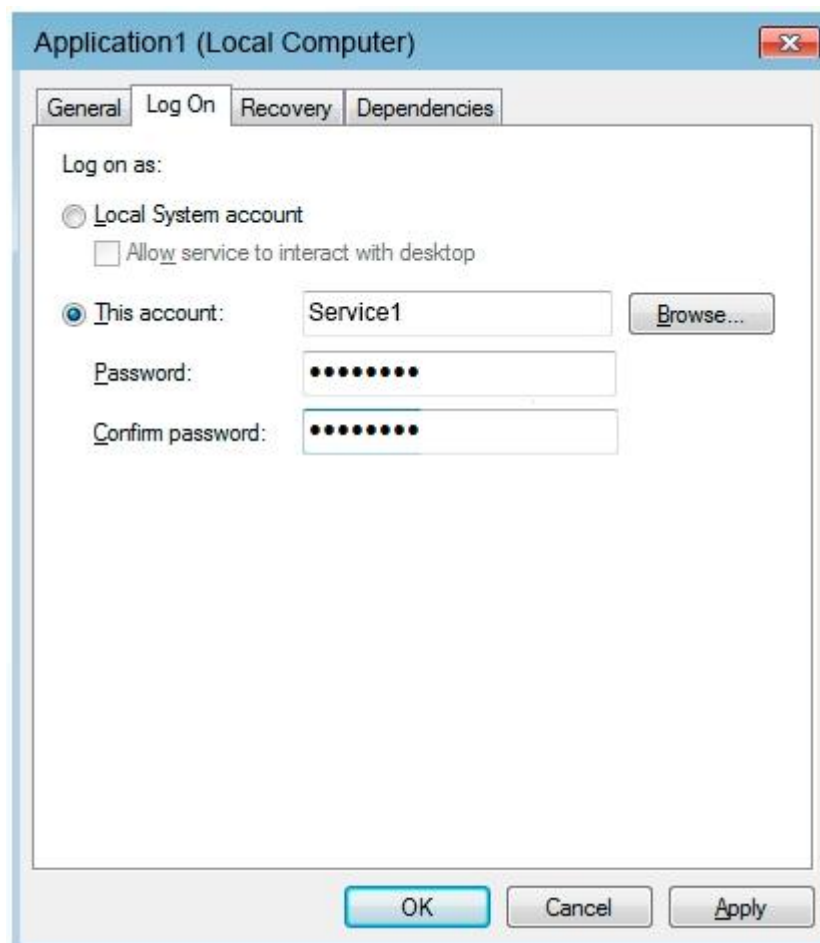 Application1 (Local Computer)
General Log On Recovery Dependencies
Log on as:
Local System account
Allow service to interact with desktop
This account: Service1 Browse...
Password: ••••••••
Confirm password: ••••••••
OK Cancel Apply